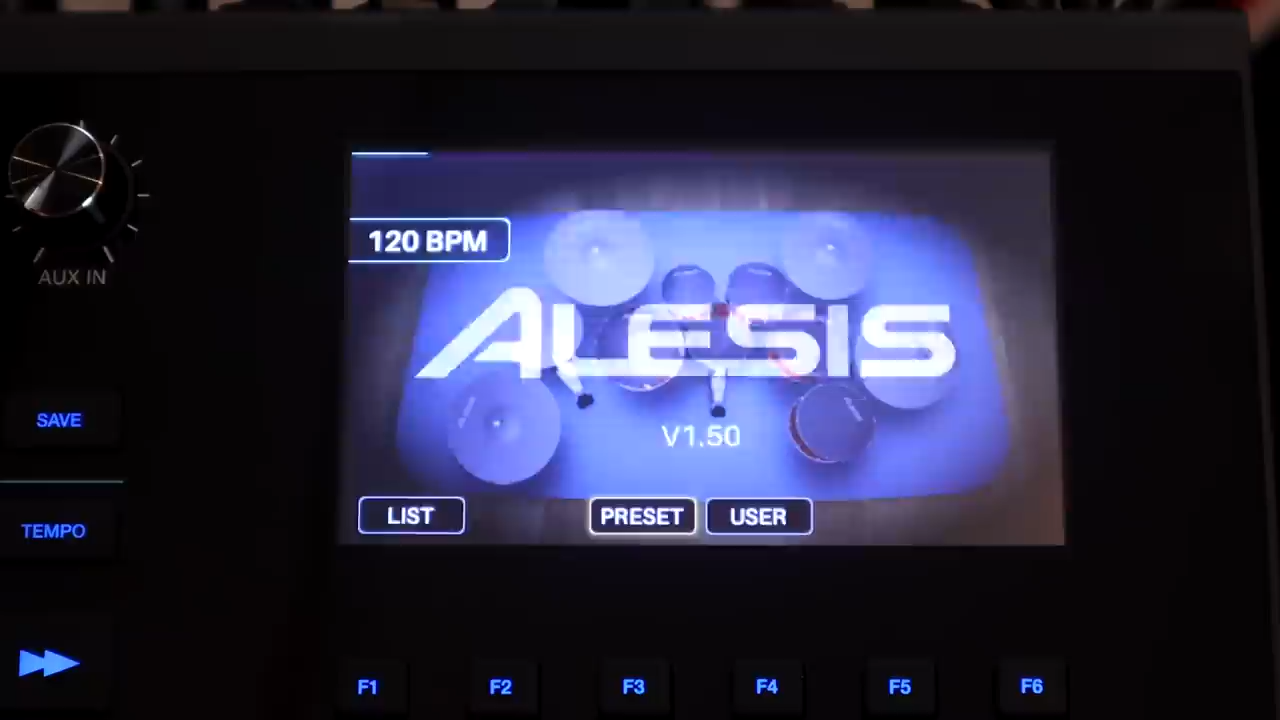 120 BPM
AUX IN
ALESIS
SAVE
V1.50
LIST
PRESET
USER
TEMPO
F1
F2
F3
F4
F5
F6